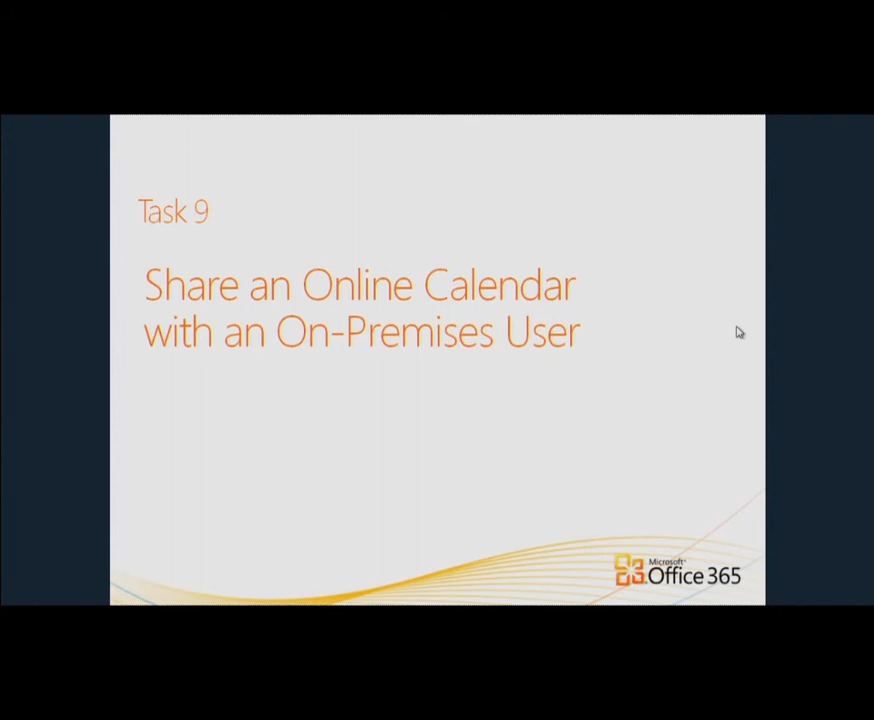 Task 9
Share an Online Calendar
with an On-Premises User
Microsoft
Office 365